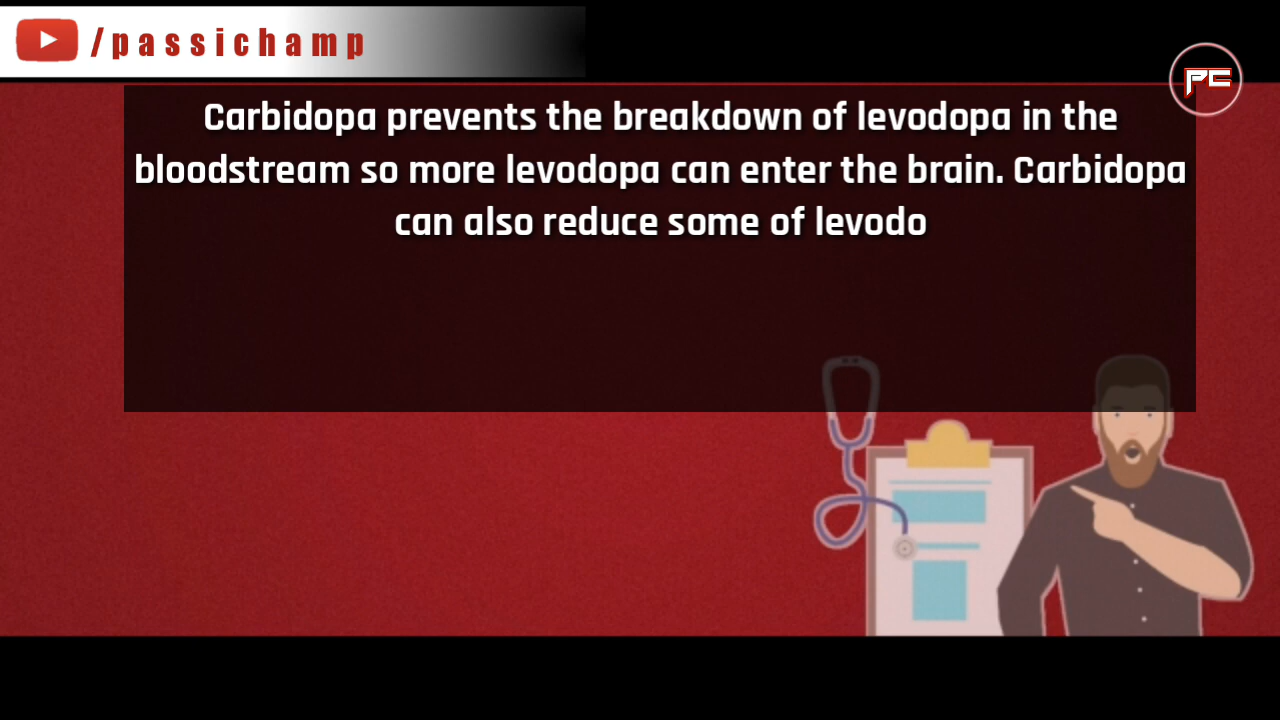 /passichamp
PC
Carbidopa prevents the breakdown of levodopa in the
bloodstream so more levodopa can enter the brain. Carbidopa
can also reduce some of levodo